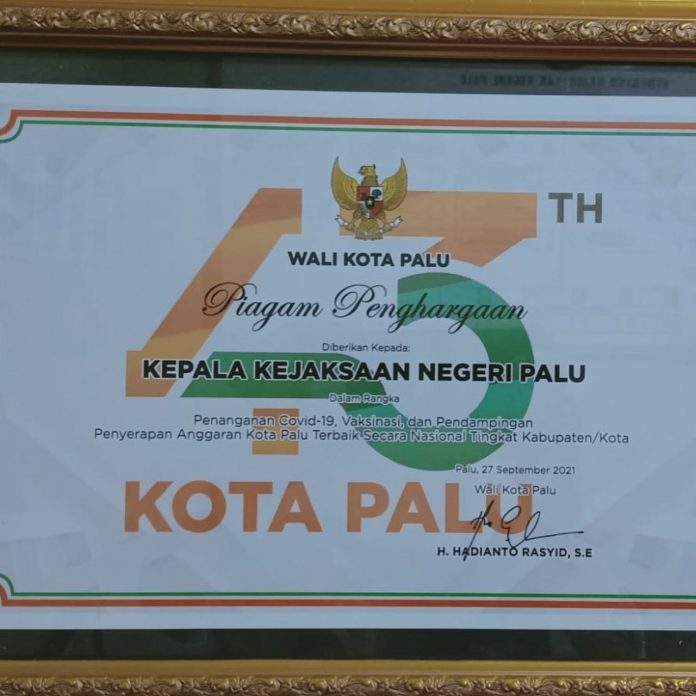 43 TH
WALI KOTA PALU
Piagam Penghargaan
Diberikan Kepada:
KEPALA KEJAKSAAN NEGERI PALU
Dalam Rangka
Penanganan Covid-19, Vaksinasi, dan Pendampingan
Penyerapan Anggaran Kota Palu Terbaik Secara Nasional Tingkat Kabupaten/Kota
Palu, 27 September 2021
Wali Kota Palu
KOTA PALU
H. HADIANTO RASYID, S.E